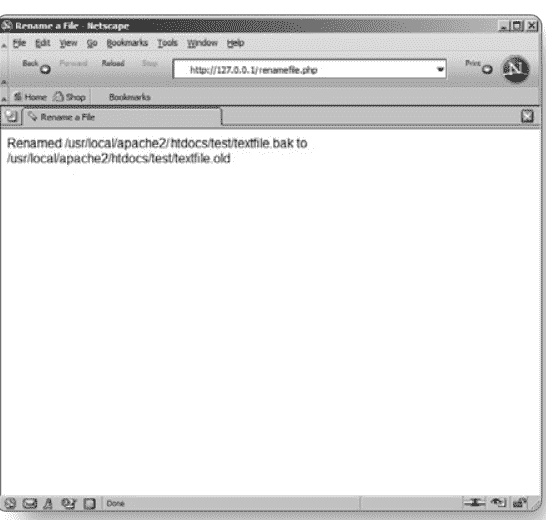 Rename a File - Netscape
File Edit View Go Bookmarks Tools Window Help
Back Forward Reload Stop http://127.0.0.1/renamefile.php Print N
Home Shop Bookmarks
Rename a File
Renamed /usr/local/apache2/htdocs/test/textfile.bak to
/usr/local/apache2/htdocs/test/textfile.old
Done